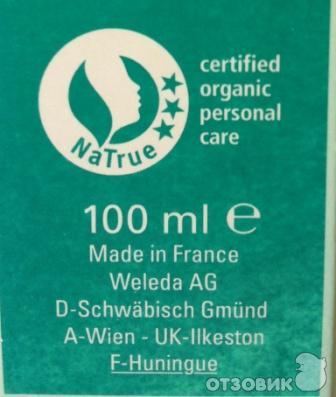 NaTrue
certified
organic
personal
care
100 ml ℮
Made in France
Weleda AG
D-Schwäbisch Gmünd
A-Wien - UK-Ilkeston
F-Huningue
ОТЗОВИК